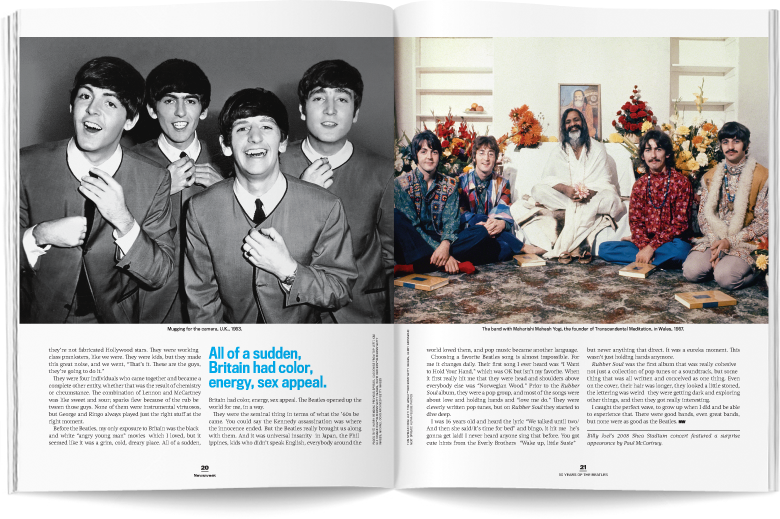 Mugging for the camera, U.K., 1963.
they're not fabricated Hollywood stars. They were working
class pranksters, like we were. They were kids, but they made
this great noise, and we went, "That's it. These are the guys,
they're going to do it."
They were four individuals who came together and became a
complete other entity, whether that was the result of chemistry
or circumstance. The combination of Lennon and McCartney
was like sweet and sour; sparks flew because of the rub be
tween those guys. None of them were instrumental virtuosos,
but George and Ringo always played just the right stuff at the
right moment.
Before the Beatles, my only exposure to Britain was the black
and white "angry young man" movies which I loved, but it
seemed like it was a grim, cold, dreary place. All of a sudden,
All of a sudden,
Britain had color,
energy, sex appeal.
Britain had color, energy, sex appeal. The Beatles opened up the
world for me, in a way.
They were the seminal thing in terms of what the '60s be
came. You could say the Kennedy assassination was where
the innocence ended. But the Beatles really brought us along
with them. And it was universal insanity in Japan, the Phil
ippines, kids who didn't speak English, everybody around the
20
Newsweek
The band with Maharishi Mahesh Yogi, the founder of Transcendental Meditation, in Wales, 1967.
world loved them, and pop music became another language.
Choosing a favorite Beatles song is almost impossible. For
me it changes daily. Their first song I ever heard was "I Want
to Hold Your Hand," which was OK but isn't my favorite. When
it first really hit me that they were head and shoulders above
everybody else was "Norwegian Wood." Prior to the Rubber
Soul album, they were a pop group, and most of the songs were
about love and holding hands and "love me do." They were
cleverly written pop tunes, but on Rubber Soul they started to
dive deep.
I was 16 years old and heard the lyric "We talked until two/
And then she said/It's time for bed" and bingo, it hit me he's
gonna get laid! I never heard anyone sing that before. You got
cute hints from the Everly Brothers "Wake up, little Susie"
but never anything that direct. It was a eureka moment. This
wasn't just holding hands anymore.
Rubber Soul was the first album that was really cohesive
not just a collection of pop tunes or a soundtrack, but some
thing that was all written and conceived as one thing. Even
on the cover, their hair was longer, they looked a little stoned,
the lettering was weird they were getting dark and exploring
other things, and then they got really interesting.
I caught the perfect wave, to grow up when I did and be able
to experience that. There were good bands, even great bands,
but none were as good as the Beatles. NW
Billy Joel's 2008 Shea Stadium concert featured a surprise
appearance by Paul McCartney.
21
50 YEARS OF THE BEATLES